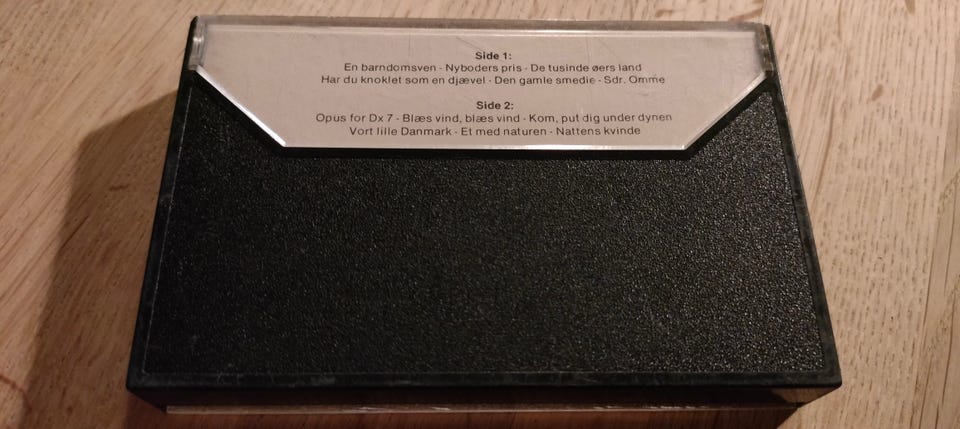 Side 1:
En barndomsven - Nyboders pris - De tusinde øers land
Har du knoklet som en djævel - Den gamle smedie - Sdr. Omme
Side 2:
Opus for Dx 7 - Blæs vind, blæs vind - Kom, put dig under dynen
Vort lille Danmark - Et med naturen - Nattens kvinde